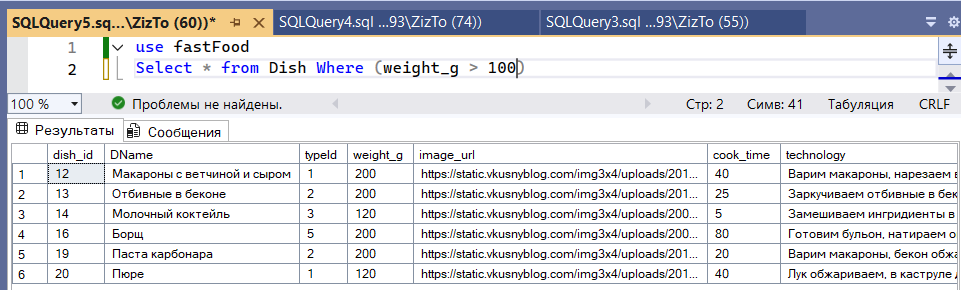 SQLQuery5.sq...\ZizTo (60))* SQLQuery4.sql ...93\ZizTo (74)) SQLQuery3.sql ...93\ZizTo (55))
1 use fastFood
2 Select * from Dish Where (weight_g > 100)
100 % Проблемы не найдены. Стр: 2 Симв: 41 Табуляция CRLF
Результаты Сообщения
dish_id DName typeId weight_g image_url cook_time technology
1 12 Макароны с ветчиной и сыром 1 200 https://static.vkusnyblog.com/img3x4/uploads/201... 40 Варим макароны, нарезаем в
2 13 Отбивные в беконе 2 200 https://static.vkusnyblog.com/img3x4/uploads/201... 25 Заркучиваем отбивные в бек
3 14 Молочный коктейль 3 120 https://static.vkusnyblog.com/img3x4/uploads/200... 5 Замешиваем ингридиенты в
4 16 Борщ 5 200 https://static.vkusnyblog.com/img3x4/uploads/200... 80 Готовим бульон, натираем о
5 19 Паста карбонара 2 200 https://static.vkusnyblog.com/img3x4/uploads/201... 20 Варим макароны, бекон обжа
6 20 Пюре 1 120 https://static.vkusnyblog.com/img3x4/uploads/201... 40 Лук обжариваем, в каструле д